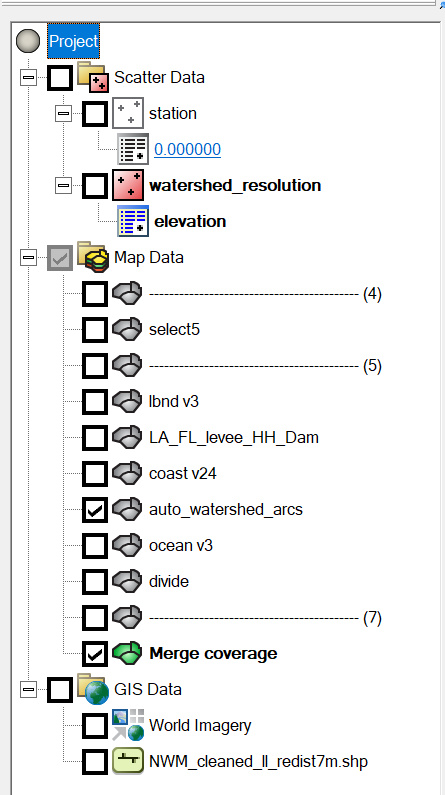 Project
Scatter Data
station
0.000000
watershed_resolution
elevation
Map Data
------------------------------------------ (4)
select5
------------------------------------------ (5)
lbnd v3
LA_FL_levee_HH_Dam
coast v24
auto_watershed_arcs
ocean v3
divide
------------------------------------------ (7)
Merge coverage
GIS Data
World Imagery
NWM_cleaned_ll_redist7m.shp